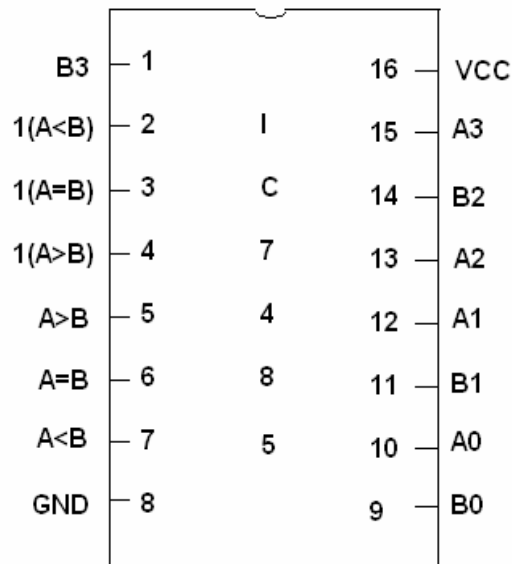 B3 1 16 VCC
1(A<B) 2 I 15 A3
1(A=B) 3 C 14 B2
1(A>B) 4 7 13 A2
A>B 5 4 12 A1
A=B 6 8 11 B1
A<B 7 5 10 A0
GND 8 9 B0